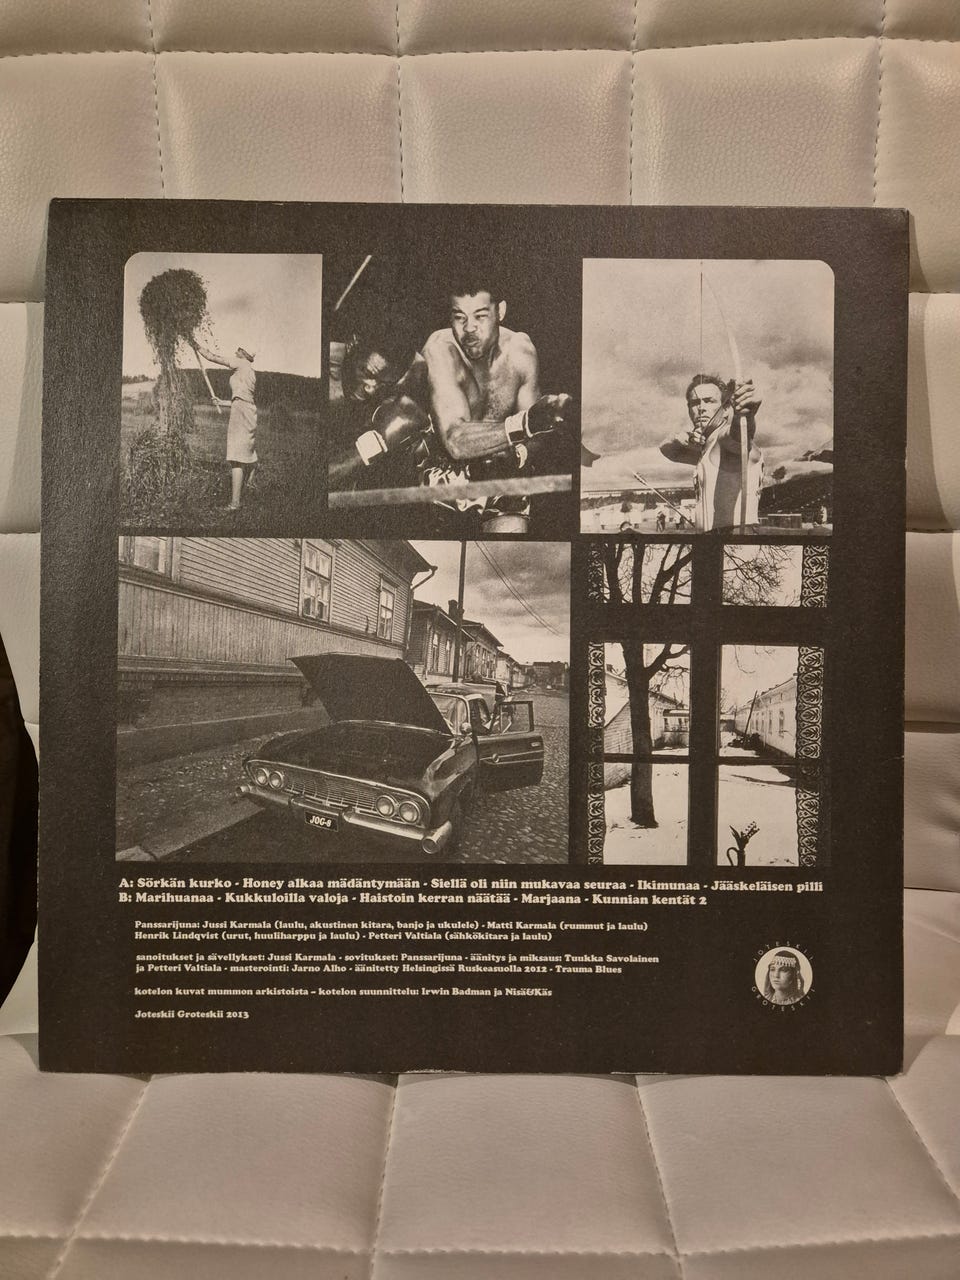 JOG-8
A: Sörkän kurko - Honey alkaa mädäntymään - Siellä oli niin mukavaa seuraa - Ikimunaa - Jääskeläisen pilli
B: Marihuanaa - Kukkuloilla valoja - Haistoin kerran näätää - Marjaana - Kunnian kentät 2
Panssarijuna: Jussi Karmala (laulu, akustinen kitara, banjo ja ukulele) - Matti Karmala (rummut ja laulu)
Henrik Lindqvist (urut, huuliharppu ja laulu) - Petteri Valtiala (sähkökitara ja laulu)
sanoitukset ja sävellykset: Jussi Karmala - sovitukset: Panssarijuna - äänitys ja miksaus: Tuukka Savolainen
ja Petteri Valtiala - masterointi: Jarno Alho - äänitetty Helsingissä Ruskeasuolla 2012 - Trauma Blues
kotelon kuvat mummon arkistoista – kotelon suunnittelu: Irwin Badman ja Nisä&Käs
Joteskii Groteskii 2013
JOTESKII
GROTESKII